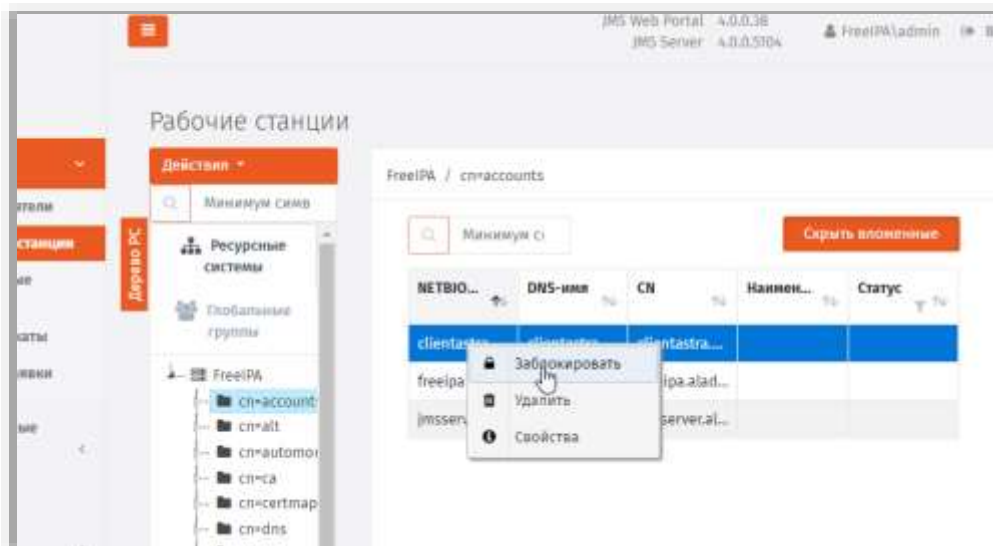 JMS Web Portal 4.0.0.38
JMS Server 4.0.0.5104
FreeIPA\admin
Рабочие станции
Действия
Минимум симв
Дерево РС
Ресурсные
системы
Глобальные
группы
FreeIPA
cn=account
cn=alt
cn=automo
cn=ca
cn=certmap
cn=dns
FreeIPA / cn=accounts
Минимум с
Скрыть вложенные
NETBIO... DNS-имя CN Наимен... Статус
clientastra
freeipa
jmsserv
Заблокировать
Удалить
Свойства